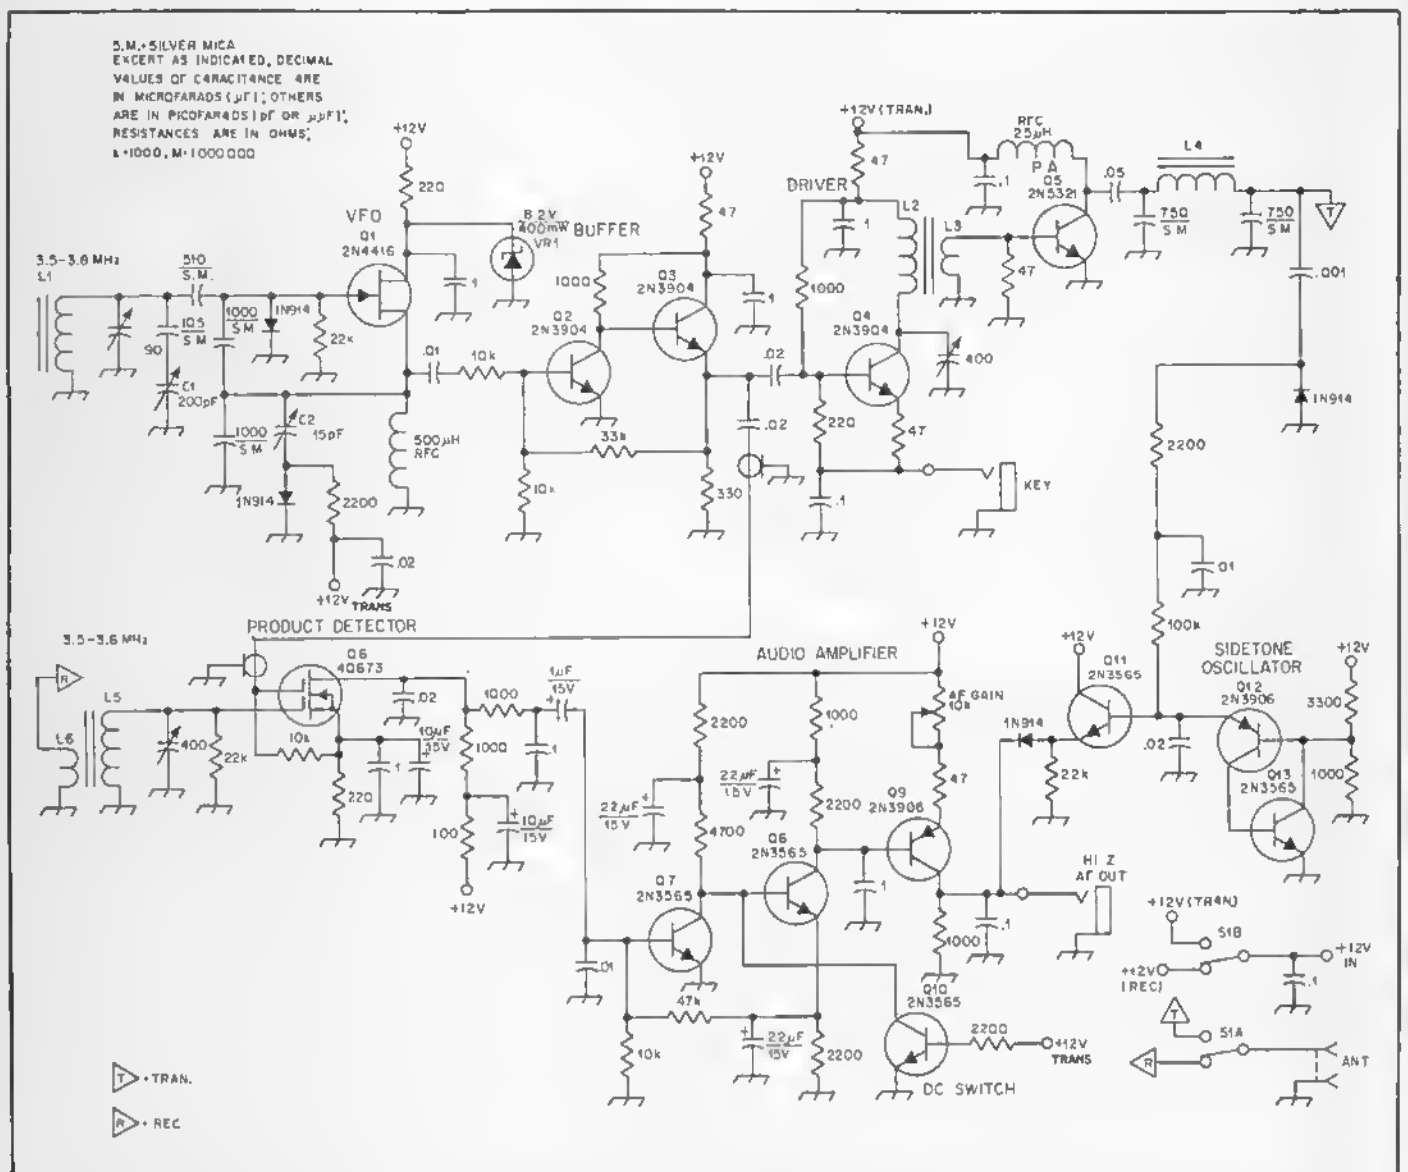 S.M.=SILVER MICA
EXCEPT AS INDICATED, DECIMAL
VALUES OF CAPACITANCE ARE
IN MICROFARADS (μF); OTHERS
ARE IN PICOFARADS (pF OR μμF);
RESISTANCES ARE IN OHMS;
k=1000, M=1000000
+12V
220
VFO
Q1
2N4416
8.2V
400mW
VR1
BUFFER
+12V
47
.1
3.5-3.8 MHz
L1
510
S.M.
90
105
S.M
C1
200pF
1000
S.M
1N914
22k
.1
.01
10k
1000
Q2
2N3904
Q3
2N3904
.1
33k
10k
330
1000
S.M
C2
15pF
1N914
2200
500μH
RFC
.02
+12V TRANS
+12V(TRAN.)
47
DRIVER
.1
1000
.02
.02
220
.1
Q4
2N3904
47
400
KEY
L2
L3
RFC
25μH
.1
PA
Q5
2N5321
47
.05
750
S M
L4
750
S M
T
.001
1N914
2200
.01
100k
3.5-3.6 MHz
R
L6
L5
PRODUCT DETECTOR
Q6
40673
400
22k
10k
220
.1
10μF
15V
.02
1000
1000
100
+12V
10μF
15V
1μF
15V
.1
AUDIO AMPLIFIER
2200
22μF
15V
4700
Q7
2N3565
.01
10k
47k
22μF
15V
2200
1000
22μF
15V
2200
Q6
2N3565
.1
+12V
AF GAIN
10k
47
Q9
2N3906
1000
.1
HI Z
AF OUT
Q10
2N3565
2200
+12V
TRANS
DC SWITCH
+12V
Q11
2N3565
1N914
22k
.02
SIDETONE
OSCILLATOR
Q12
2N3906
Q13
2N3565
+12V
3300
1000
+12V(TRAN)
S1B
+12V
(REC)
+12V
IN
.1
T
S1A
R
ANT
T = TRAN.
R = REC